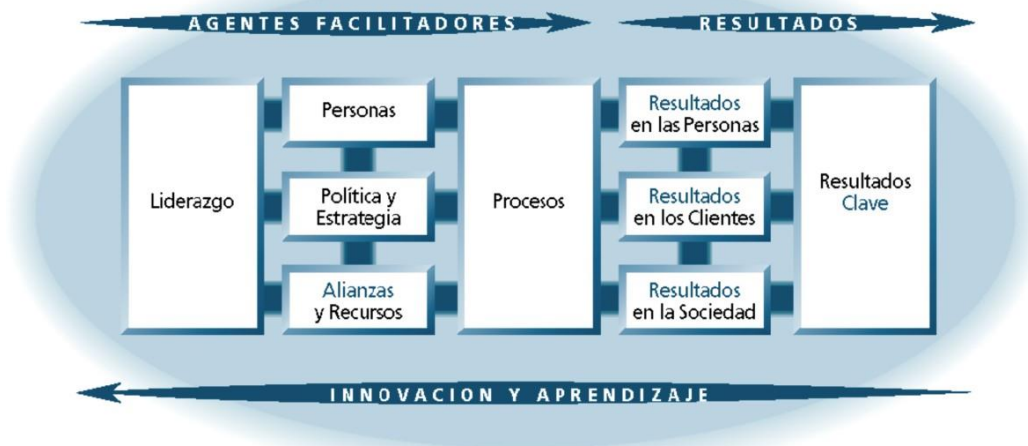 AGENTES FACILITADORES
RESULTADOS
Liderazgo
Personas
Política y
Estrategia
Alianzas
y Recursos
Procesos
Resultados
en las Personas
Resultados
en los Clientes
Resultados
en la Sociedad
Resultados
Clave
INNOVACION Y APRENDIZAJE